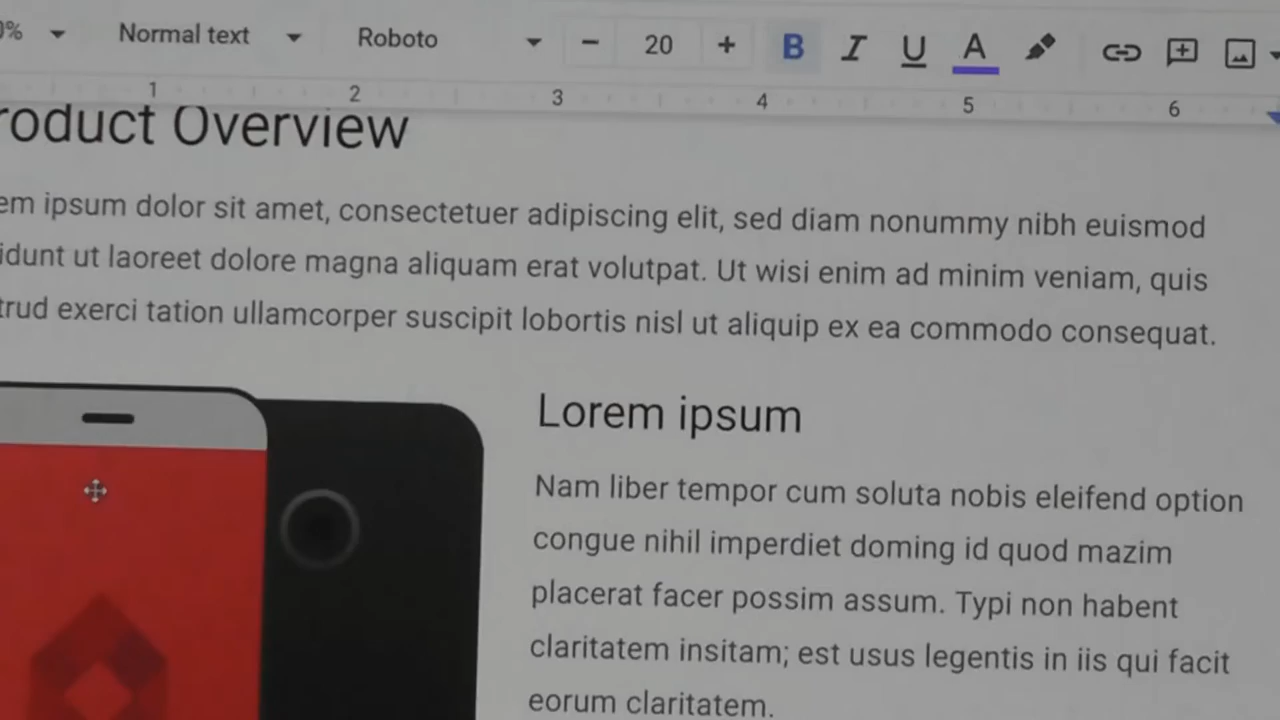 Normal text Roboto 20 B I U A
1 2 3 4 5 6
roduct Overview
em ipsum dolor sit amet, consectetuer adipiscing elit, sed diam nonummy nibh euismod
idunt ut laoreet dolore magna aliquam erat volutpat. Ut wisi enim ad minim veniam, quis
trud exerci tation ullamcorper suscipit lobortis nisl ut aliquip ex ea commodo consequat.
Lorem ipsum
Nam liber tempor cum soluta nobis eleifend option
congue nihil imperdiet doming id quod mazim
placerat facer possim assum. Typi non habent
claritatem insitam; est usus legentis in iis qui facit
eorum claritatem.